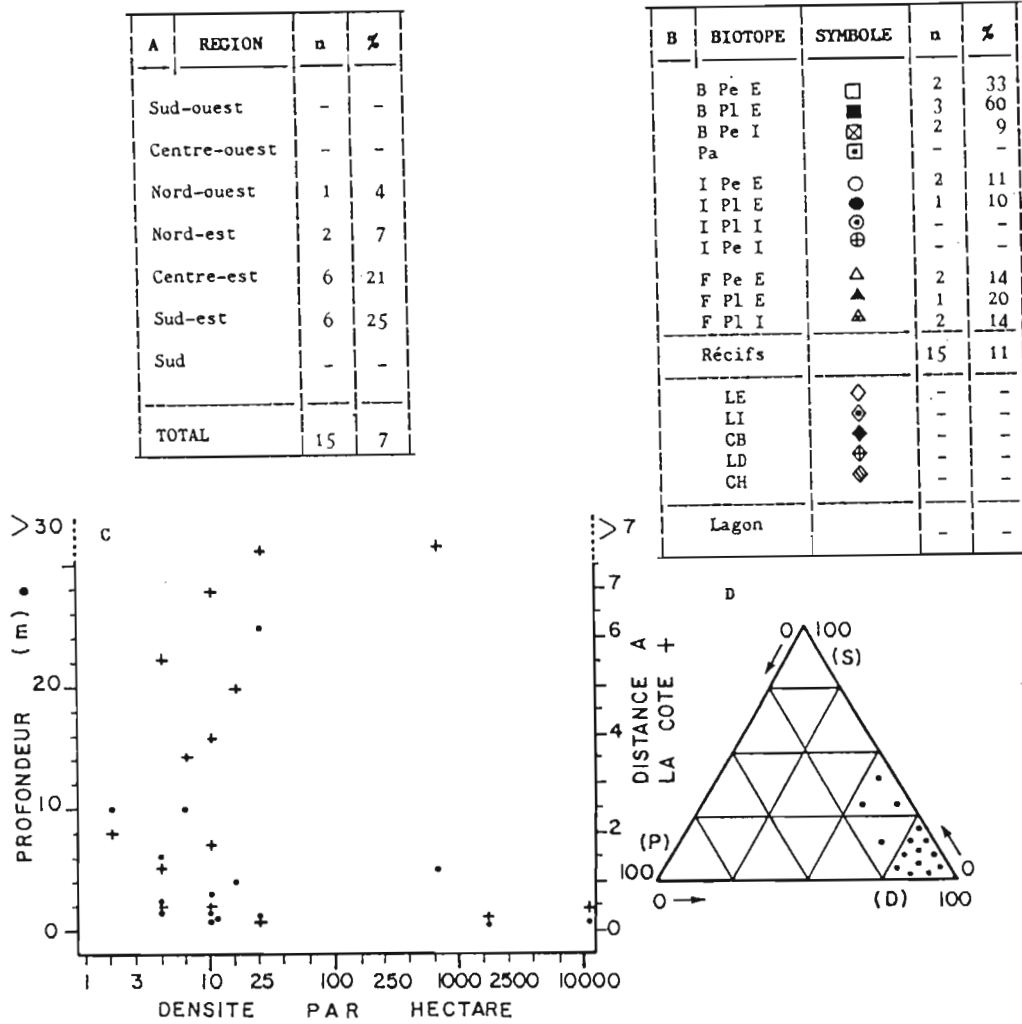 A REGION n %
Sud-ouest - -
Centre-ouest - -
Nord-ouest 1 4
Nord-est 2 7
Centre-est 6 21
Sud-est 6 25
Sud - -
TOTAL 15 7
B BIOTOPE SYMBOLE n %
B Pe E 2 33
B Pl E 3 60
B Pe I 2 9
Pa - -
I Pe E 2 11
I Pl E 1 10
I Pl I - -
I Pe I - -
F Pe E 2 14
F Pl E 1 20
F Pl I 2 14
Récifs 15 11
LE - -
LI - -
CB - -
LD - -
CH - -
Lagon - -
C
>30
20
10
0
PROFONDEUR (m)
>7
7
6
4
2
0
DISTANCE A
LA COTE +
1 3 10 25 100 250 1000 2500 10000
DENSITE PAR HECTARE
D
0 100
(S)
(P)
100 0
0 (D) 100